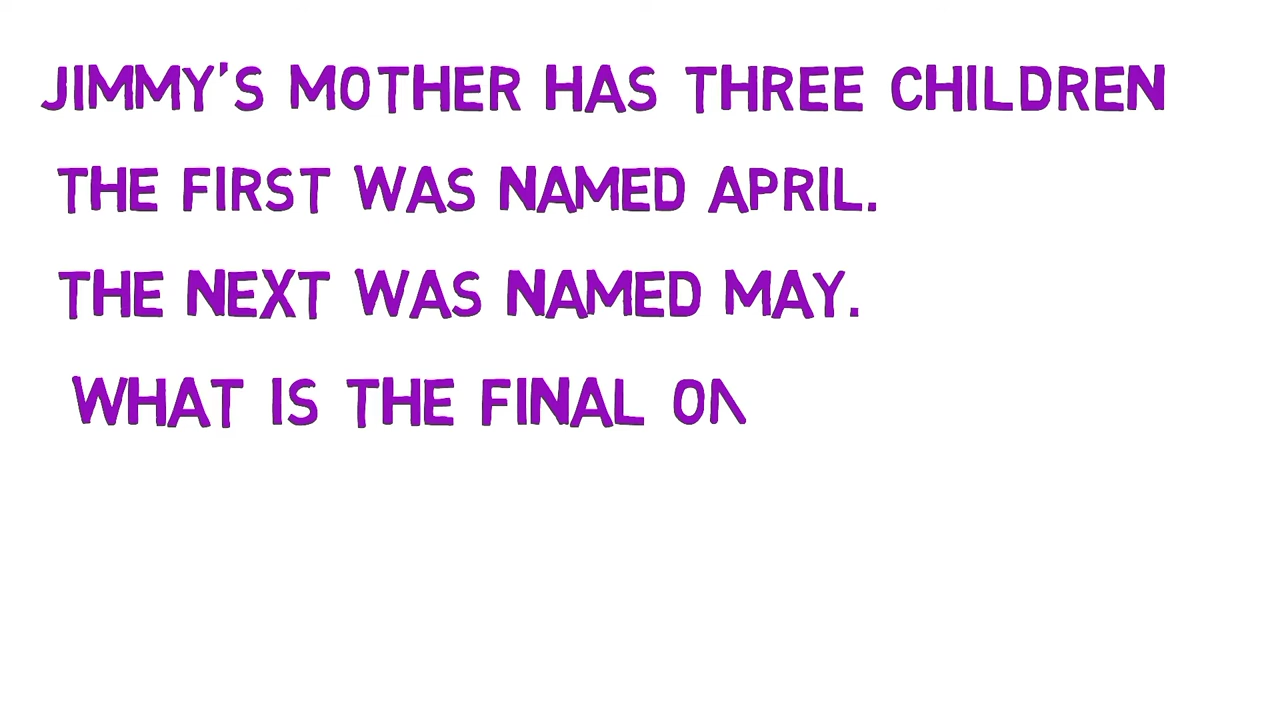 JIMMY'S MOTHER HAS THREE CHILDREN
THE FIRST WAS NAMED APRIL.
THE NEXT WAS NAMED MAY.
WHAT IS THE FINAL